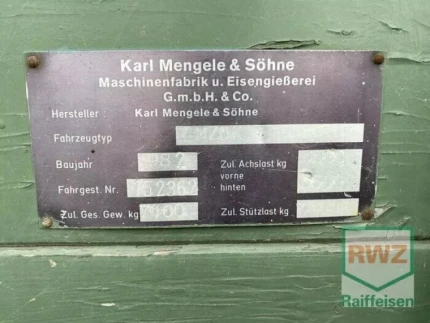 Karl Mengele & Söhne
Maschinenfabrik u. Eisengießerei
G.m.b.H. & Co.
Hersteller : Karl Mengele & Söhne
Fahrzeugtyp
Baujahr Zul. Achslast kg
vorne
Fahrgest. Nr. hinten
Zul. Ges. Gew. kg Zul. Stützlast kg
RWZ
Raiffeisen